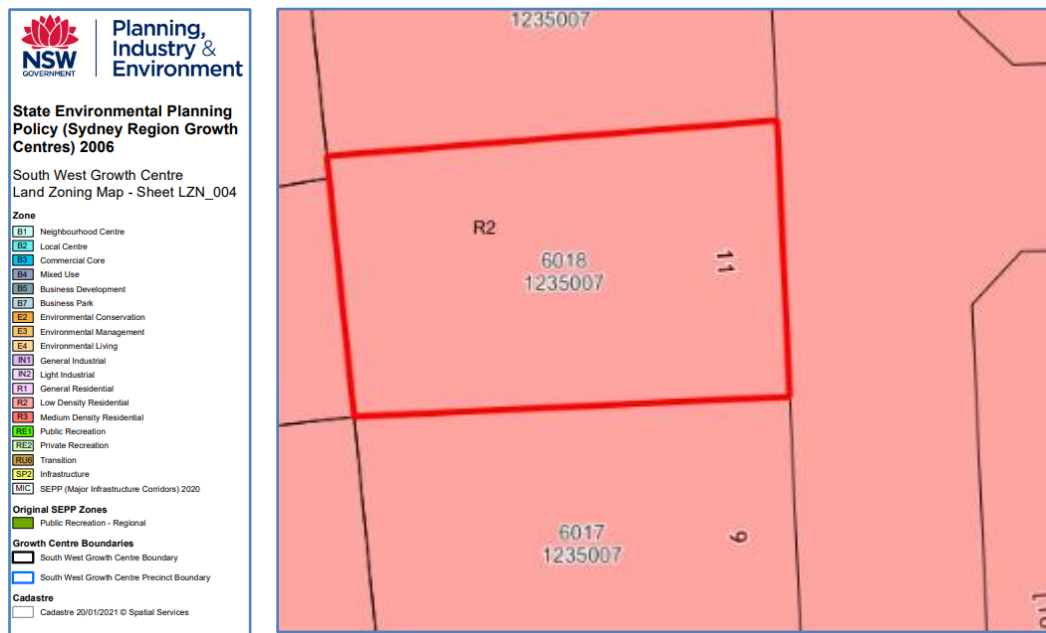 Planning,
Industry &
Environment
NSW
GOVERNMENT
State Environmental Planning
Policy (Sydney Region Growth
Centres) 2006
South West Growth Centre
Land Zoning Map - Sheet LZN_004
Zone
B1 Neighbourhood Centre
B2 Local Centre
B3 Commercial Core
B4 Mixed Use
B5 Business Development
B7 Business Park
E2 Environmental Conservation
E3 Environmental Management
E4 Environmental Living
IN1 General Industrial
IN2 Light Industrial
R1 General Residential
R2 Low Density Residential
R3 Medium Density Residential
RE1 Public Recreation
RE2 Private Recreation
RU6 Transition
SP2 Infrastructure
MIC SEPP (Major Infrastructure Corridors) 2020
Original SEPP Zones
Public Recreation - Regional
Growth Centre Boundaries
South West Growth Centre Boundary
South West Growth Centre Precinct Boundary
Cadastre
Cadastre 20/01/2021 © Spatial Services
1235007
R2
6018
1235007
11
6017
1235007
9